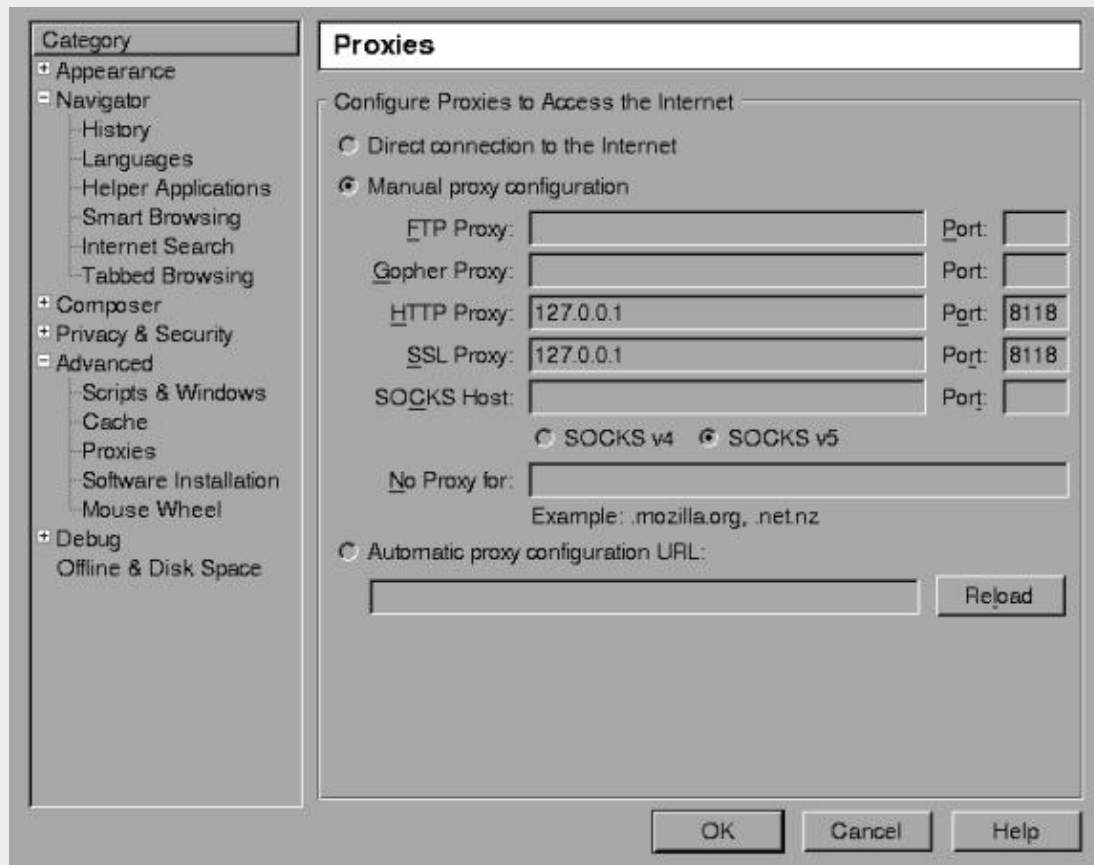 Category
Appearance
Navigator
History
Languages
Helper Applications
Smart Browsing
Internet Search
Tabbed Browsing
Composer
Privacy & Security
Advanced
Scripts & Windows
Cache
Proxies
Software Installation
Mouse Wheel
Debug
Offline & Disk Space
Proxies
Configure Proxies to Access the Internet
Direct connection to the Internet
Manual proxy configuration
FTP Proxy: Port:
Gopher Proxy: Port:
HTTP Proxy: 127.0.0.1 Port: 8118
SSL Proxy: 127.0.0.1 Port: 8118
SOCKS Host: Port:
SOCKS v4 SOCKS v5
No Proxy for:
Example: .mozilla.org, .net.nz
Automatic proxy configuration URL:
Reload
OK Cancel Help